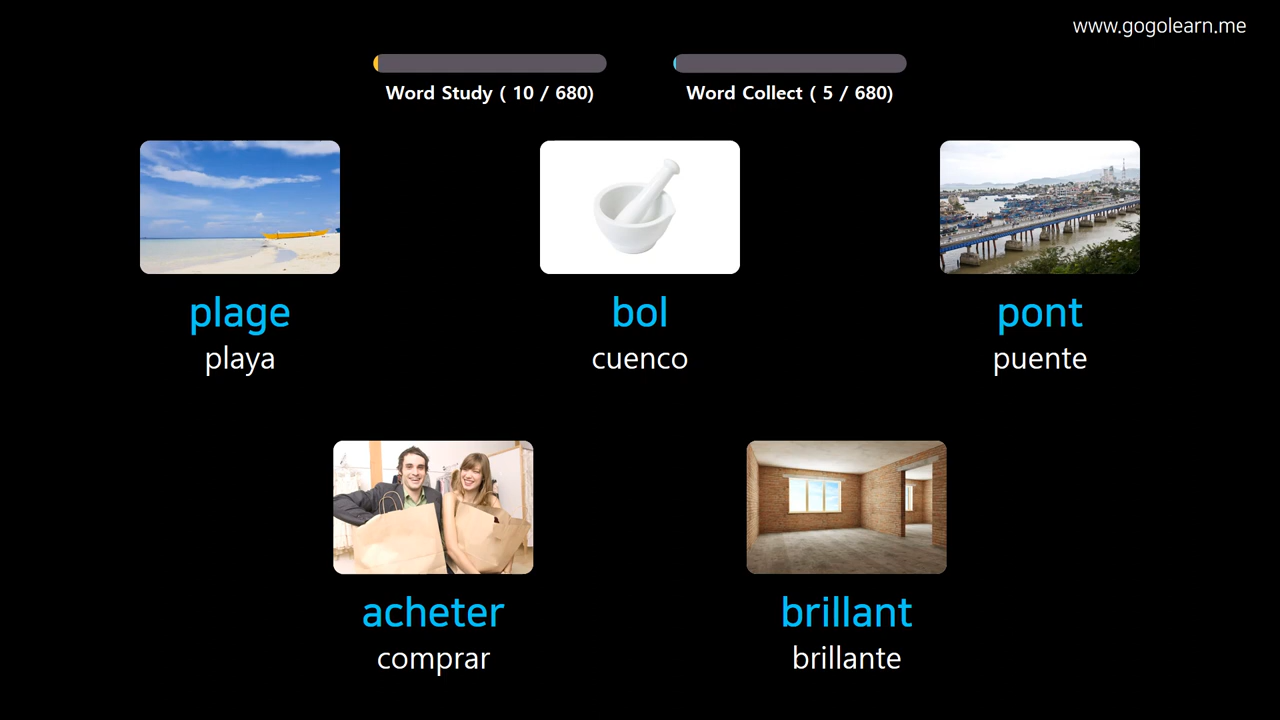 www.gogolearn.me
Word Study ( 10 / 680)
Word Collect ( 5 / 680)
plage
playa
bol
cuenco
pont
puente
acheter
comprar
brillant
brillante